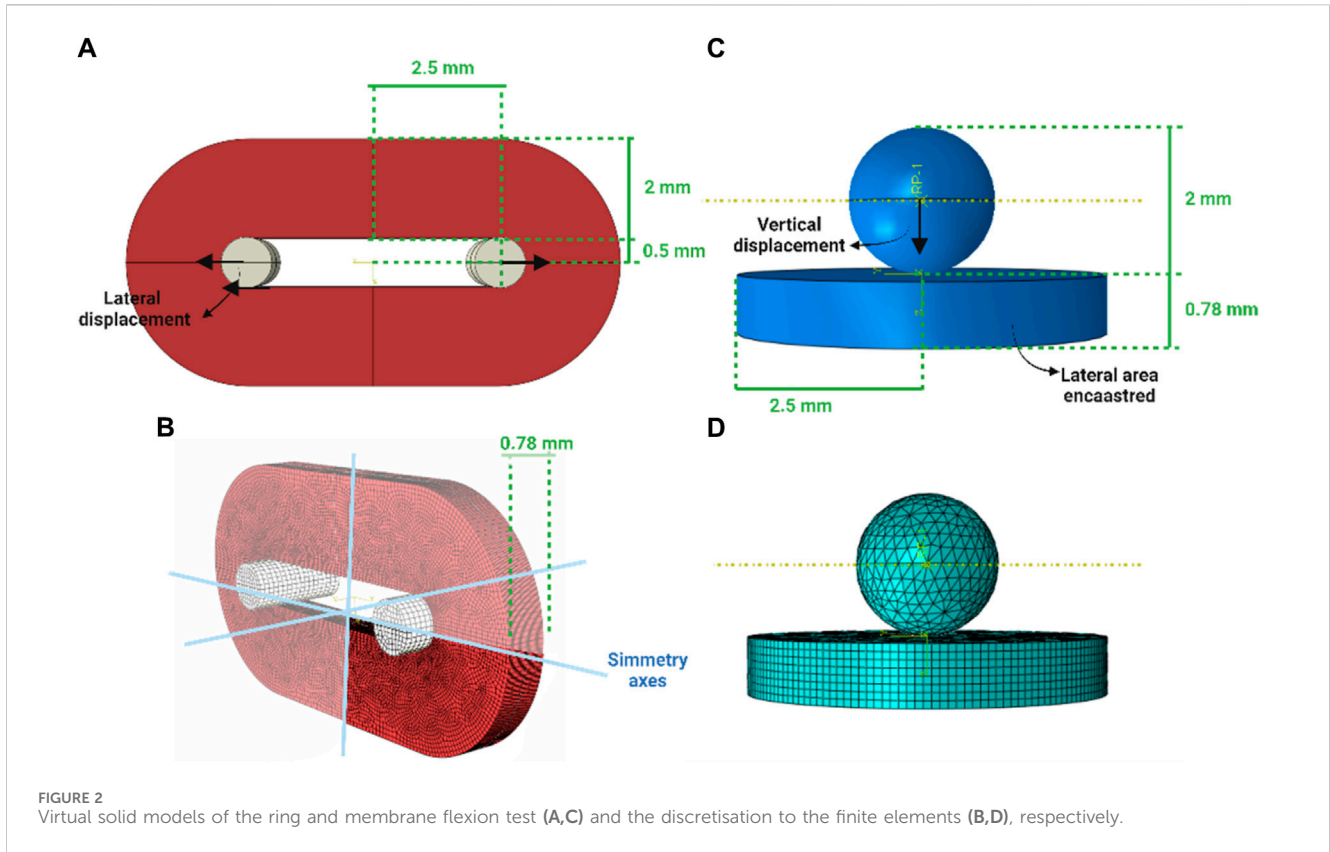 A
2.5 mm
2 mm
0.5 mm
Lateral
displacement
C
RP-1
Vertical
displacement
2 mm
0.78 mm
Lateral area
encaastred
2.5 mm
B
0.78 mm
Simmetry
axes
D
FIGURE 2
Virtual solid models of the ring and membrane flexion test (A,C) and the discretisation to the finite elements (B,D), respectively.